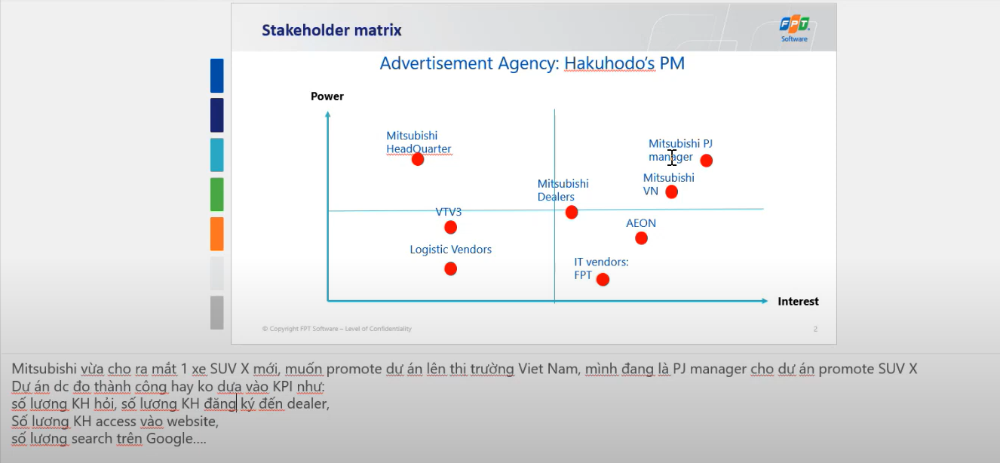 Stakeholder matrix
FPT
Software
Advertisement Agency: Hakuhodo's PM
Power
Mitsubishi
HeadQuarter
Mitsubishi PJ
manager
Mitsubishi
VN
Mitsubishi
Dealers
VTV3
AEON
Logistic Vendors
IT vendors:
FPT
Interest
© Copyright FPT Software – Level of Confidentiality
2
Mitsubishi vừa cho ra mắt 1 xe SUV X mới, muốn promote dự án lên thị trường Viet Nam, mình đang là PJ manager cho dự án promote SUV X
Dự án dc đo thành công hay ko dựa vào KPI như:
số lượng KH hỏi, số lượng KH đăng ký đến dealer,
Số lượng KH access vào website,
số lượng search trên Google....